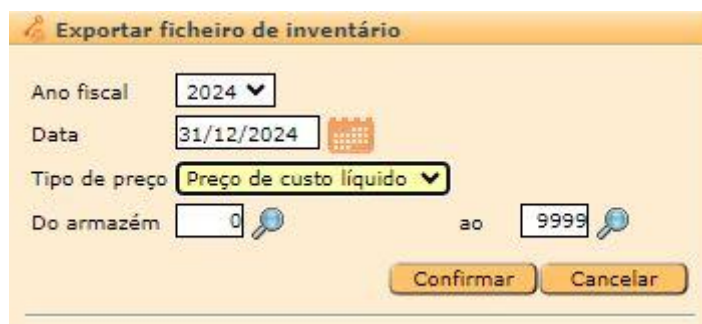 Exportar ficheiro de inventário
Ano fiscal 2024
Data 31/12/2024
Tipo de preço Preço de custo líquido
Do armazém 0 ao 9999
Confirmar Cancelar